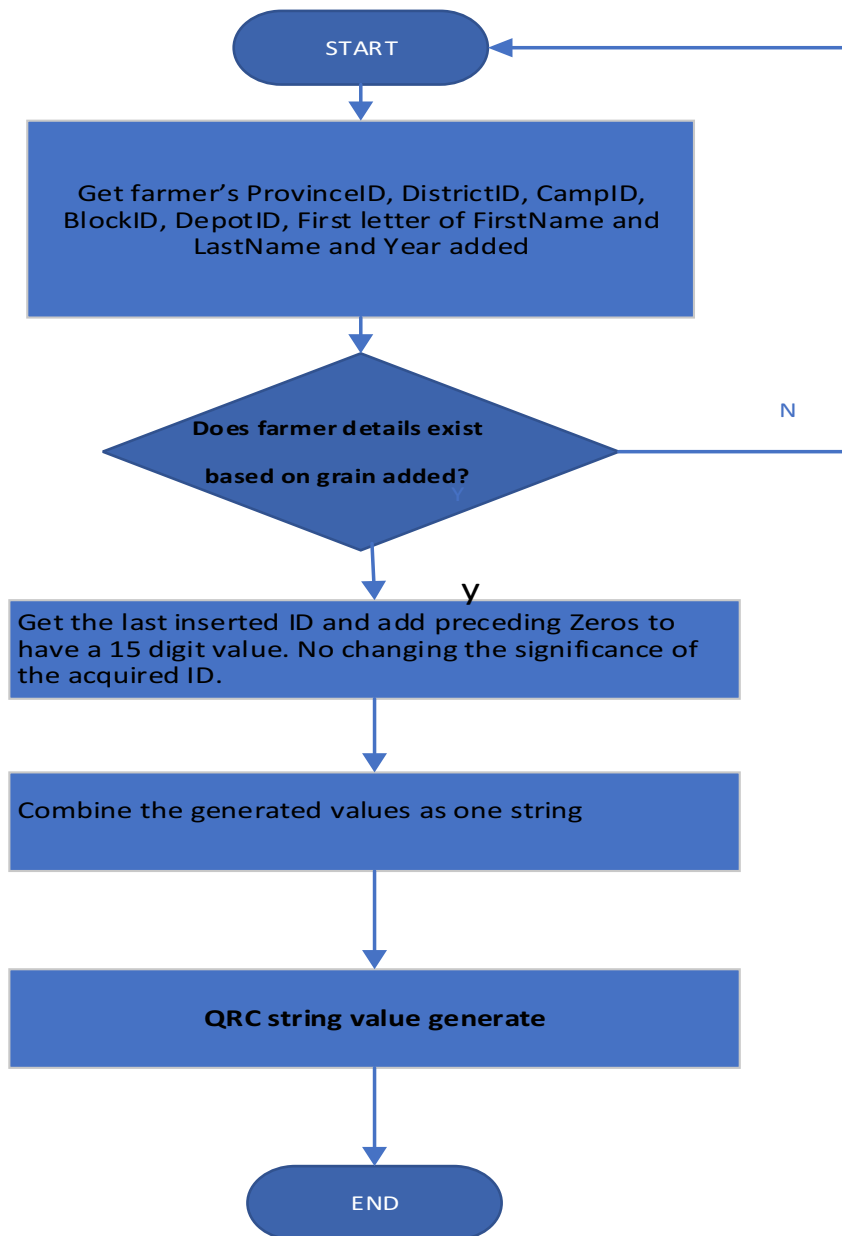 START
Get farmer's ProvinceID, DistrictID, CampID,
BlockID, DepotID, First letter of FirstName and
LastName and Year added
N
Does farmer details exist
based on grain added?
Y
y
Get the last inserted ID and add preceding Zeros to
have a 15 digit value. No changing the significance of
the acquired ID.
Combine the generated values as one string
QRC string value generate
END